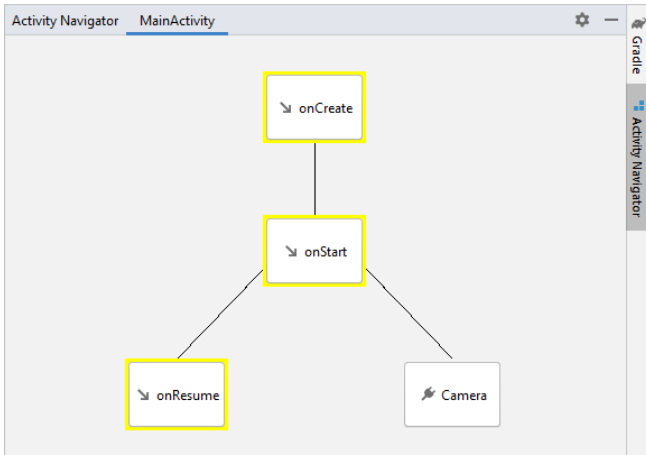 Activity Navigator MainActivity
Gradle
Activity Navigator
onCreate
onStart
onResume
Camera